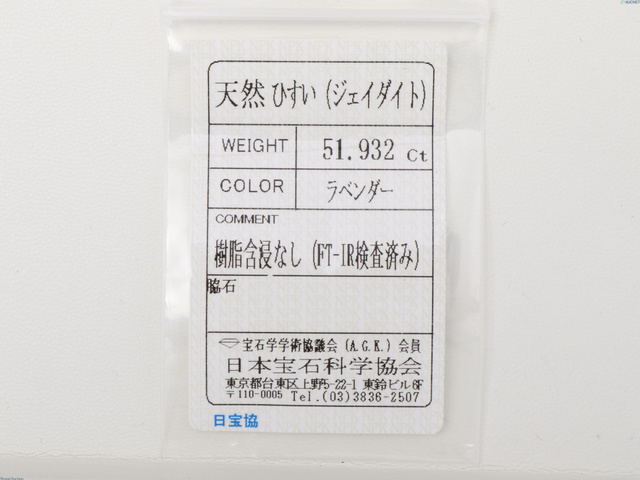 天然 ひすい (ジェイダイト)
WEIGHT 51.932 Ct
COLOR ラベンダー
COMMENT
樹脂含浸なし (FT-IR検査済み)
脇石
宝石学学術協議会 (A.G.K.) 会員
日本宝石科学協会
東京都台東区上野5-22-1 東鈴ビル6F
〒110-0005 Tel.(03)3836-2507
日宝協